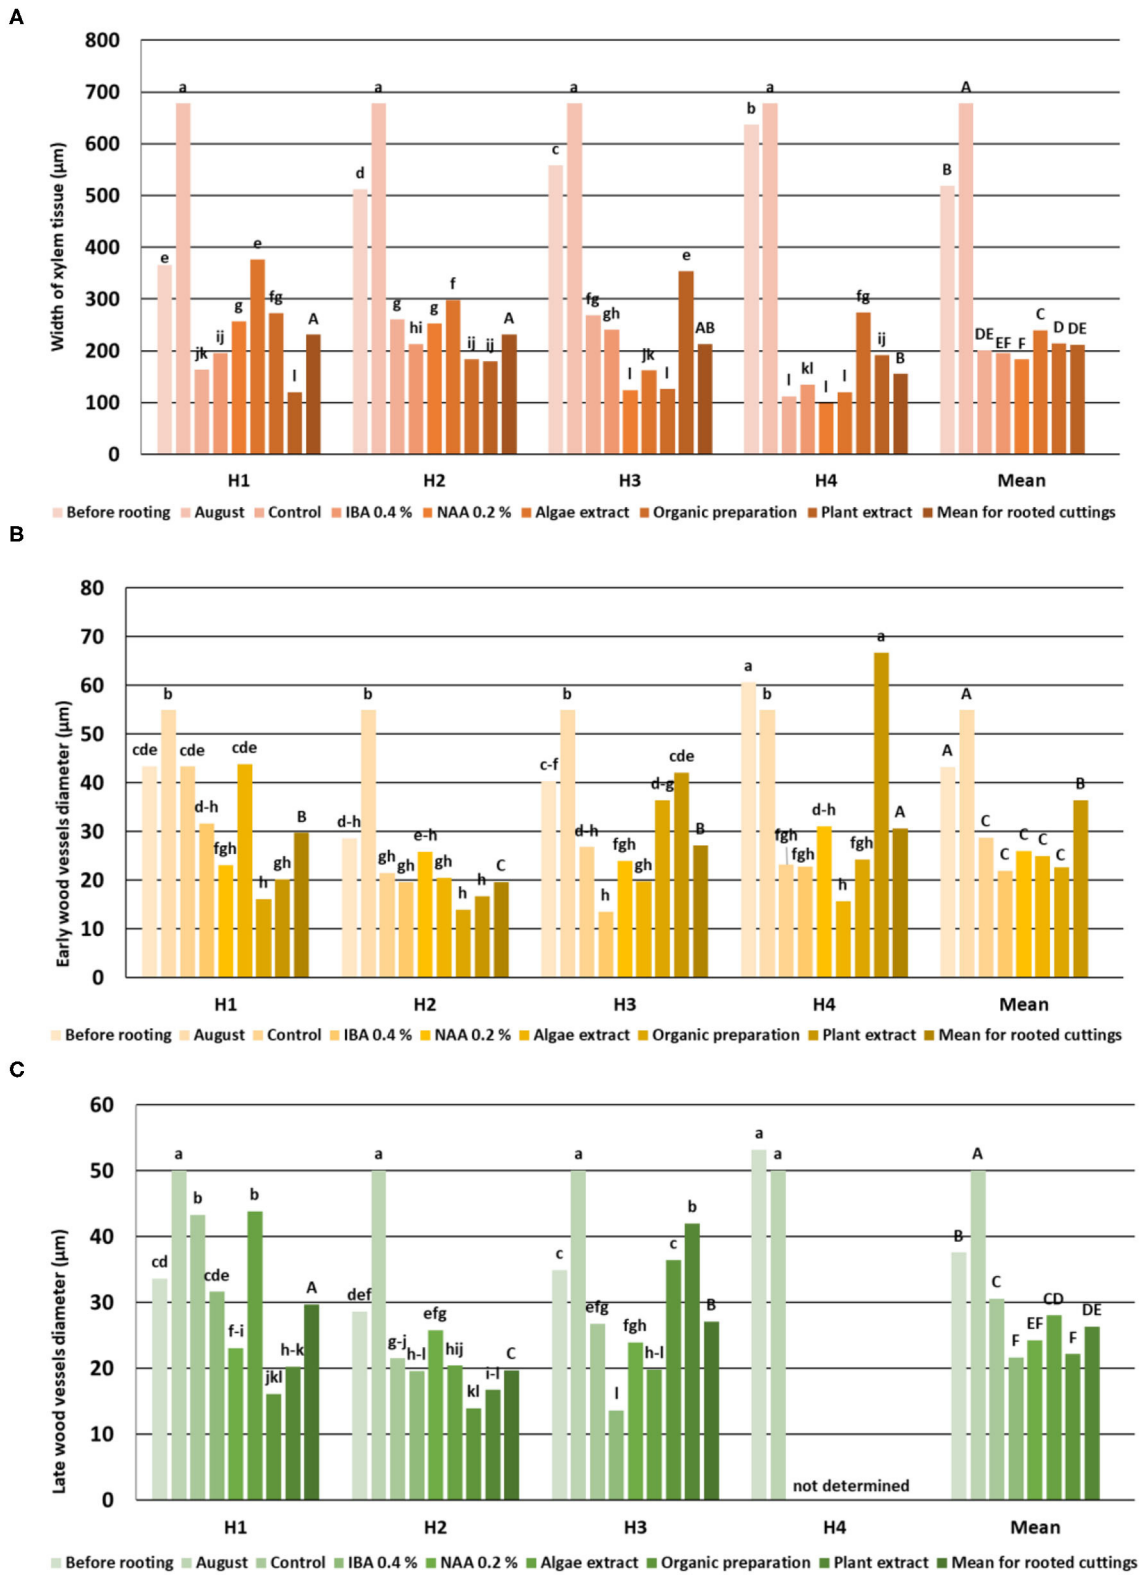 A
800
700
600
500
400
300
200
100
0
Width of xylem tissue (μm)
e a jk ij g e fg l A
d a g hi g f ij ij A
c a fg gh l jk l e AB
b a l kl l l fg ij B
B A DE EF F C D DE
H1 H2 H3 H4 Mean
Before rooting August Control IBA 0.4 % NAA 0.2 % Algae extract Organic preparation Plant extract Mean for rooted cuttings
B
80
70
60
50
40
30
20
10
0
Early wood vessels diameter (μm)
cde b cde d-h fgh cde h gh B
d-h b gh gh e-h gh h h C
c-f b d-h h fgh gh d-g cde B
a b fgh fgh d-h h fgh a A
A A C C C C C B
H1 H2 H3 H4 Mean
Before rooting August Control IBA 0.4 % NAA 0.2 % Algae extract Organic preparation Plant extract Mean for rooted cuttings
C
60
50
40
30
20
10
0
Late wood vessels diameter (μm)
cd a b cde f-i b jkl h-k A
def a g-j h-l efg hij kl i-l C
c a efg l fgh h-l c b B
a a not determined
B A C F EF CD F DE
H1 H2 H3 H4 Mean
Before rooting August Control IBA 0.4 % NAA 0.2 % Algae extract Organic preparation Plant extract Mean for rooted cuttings